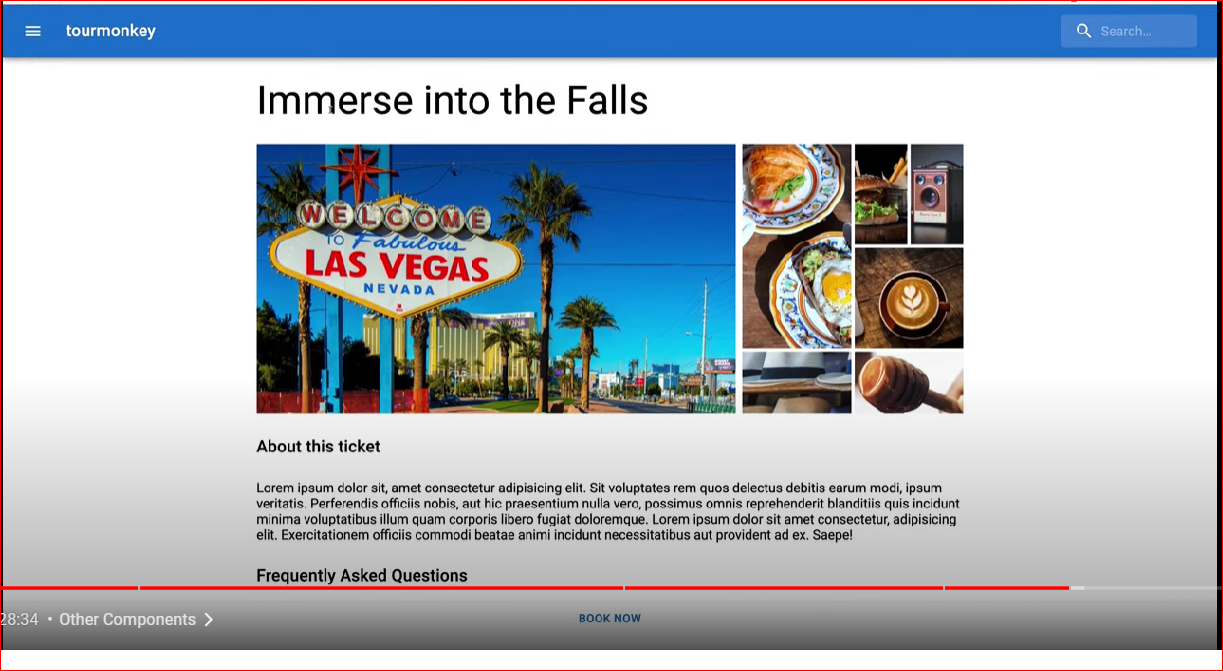 tourmonkey
Search...
Immerse into the Falls
WELCOME
TO Fabulous
LAS VEGAS
NEVADA
About this ticket
Lorem ipsum dolor sit, amet consectetur adipisicing elit. Sit voluptates rem quos delectus debitis earum modi, ipsum
veritatis. Perferendis officiis nobis, aut hic praesentium nulla vero, possimus omnis reprehenderit blanditiis quis incidunt
minima voluptatibus illum quam corporis libero fugiat doloremque. Lorem ipsum dolor sit amet consectetur, adipisicing
elit. Exercitationem officiis commodi beatae animi incidunt necessitatibus aut provident ad ex. Saepe!
Frequently Asked Questions
28:34 • Other Components
BOOK NOW